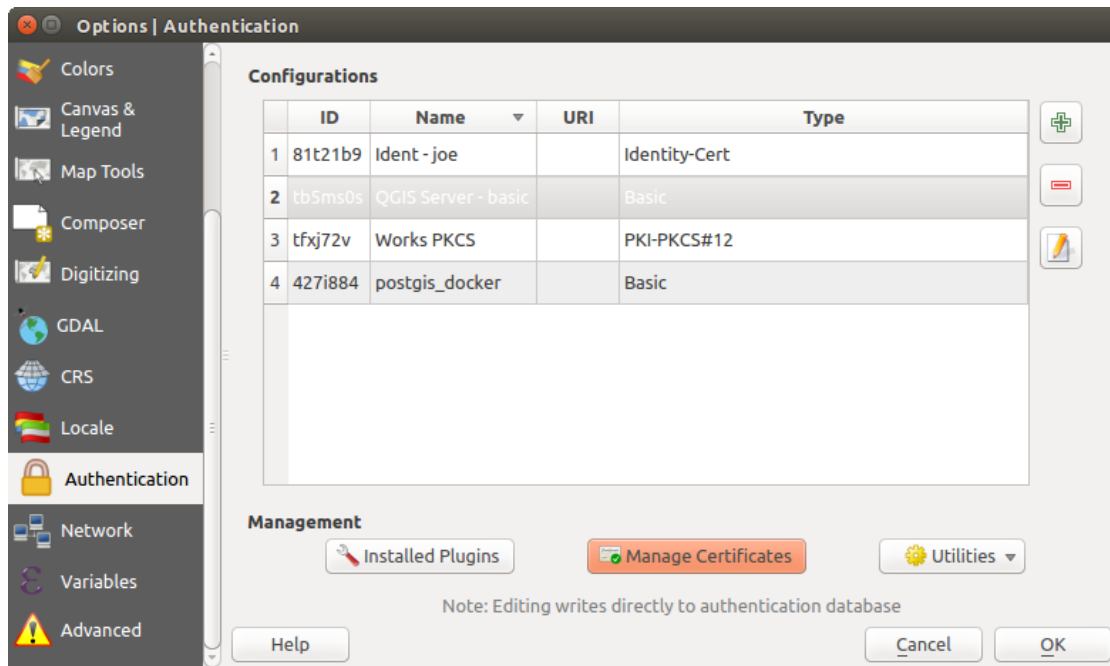 Options | Authentication
Colors
Canvas &
Legend
Map Tools
Composer
Digitizing
GDAL
CRS
Locale
Authentication
Network
Variables
Advanced
Configurations
ID Name URI Type
1 81t21b9 Ident - joe Identity-Cert
2 tb5ms0s QGIS Server - basic Basic
3 tfxj72v Works PKCS PKI-PKCS#12
4 427i884 postgis_docker Basic
Management
Installed Plugins Manage Certificates Utilities
Note: Editing writes directly to authentication database
Help Cancel OK